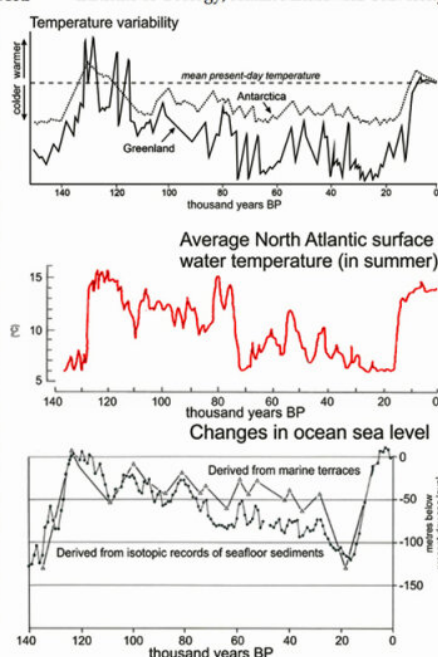 Temperature variability
colder warmer
mean present-day temperature
Antarctica
Greenland
140 120 100 80 60 40 20 0
thousand years BP
Average North Atlantic surface
water temperature (in summer)
15
10
5
(°C)
140 120 100 80 60 40 20 0
thousand years BP
Changes in ocean sea level
Derived from marine terraces
Derived from isotopic records of seafloor sediments
0
-50
-100
-150
metres below
140 120 100 80 60 40 20 0
thousand years BP